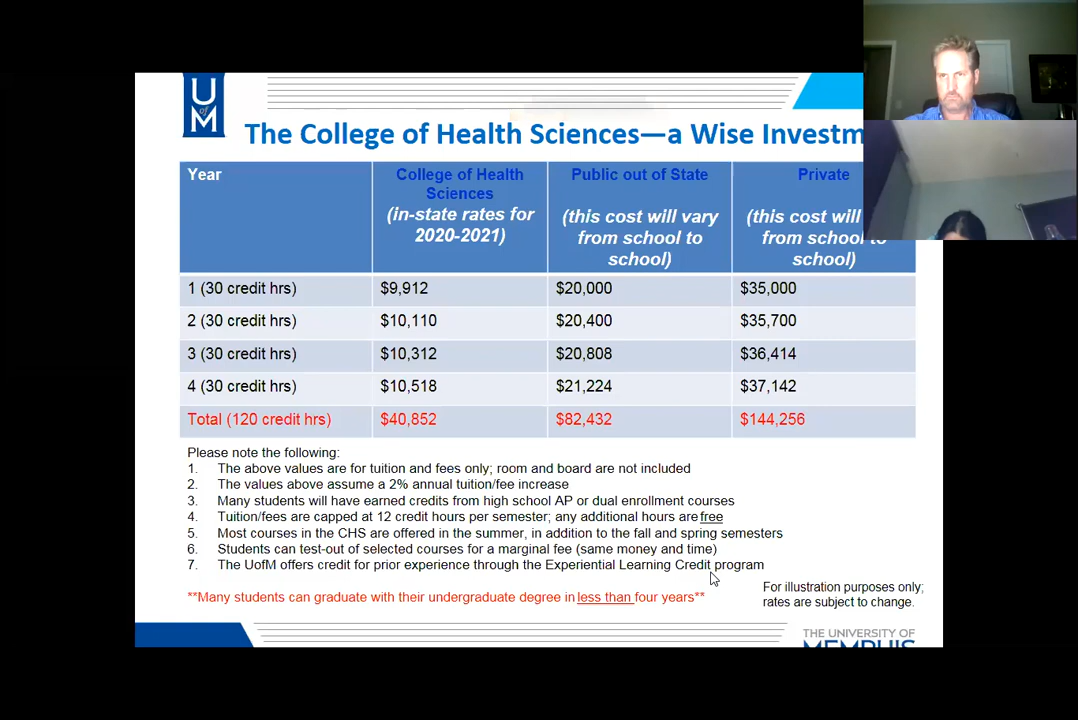 U
of
M
The College of Health Sciences—a Wise Investm
Year
College of Health
Sciences
(in-state rates for
2020-2021)
Public out of State
(this cost will vary
from school to
school)
Private
(this cost will
from school to
school)
1 (30 credit hrs) $9,912 $20,000 $35,000
2 (30 credit hrs) $10,110 $20,400 $35,700
3 (30 credit hrs) $10,312 $20,808 $36,414
4 (30 credit hrs) $10,518 $21,224 $37,142
Total (120 credit hrs) $40,852 $82,432 $144,256
Please note the following:
1. The above values are for tuition and fees only; room and board are not included
2. The values above assume a 2% annual tuition/fee increase
3. Many students will have earned credits from high school AP or dual enrollment courses
4. Tuition/fees are capped at 12 credit hours per semester; any additional hours are free
5. Most courses in the CHS are offered in the summer, in addition to the fall and spring semesters
6. Students can test-out of selected courses for a marginal fee (same money and time)
7. The UofM offers credit for prior experience through the Experiential Learning Credit program
**Many students can graduate with their undergraduate degree in less than four years**
For illustration purposes only;
rates are subject to change.
THE UNIVERSITY OF
MEMPHIS